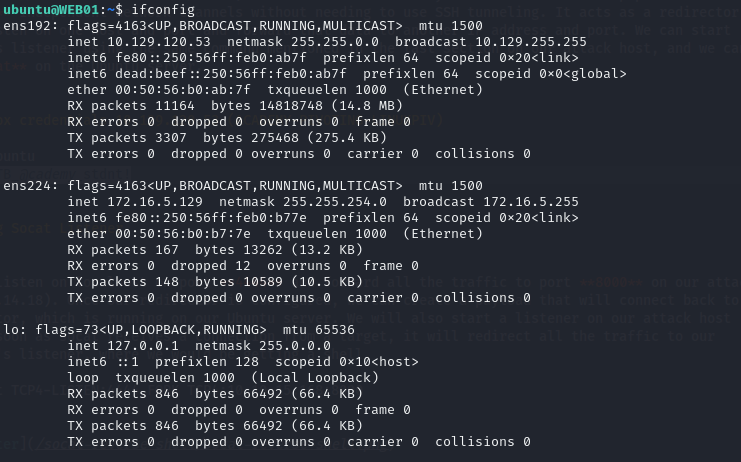 ubuntu@WEB01:~$ ifconfig
ens192: flags=4163<UP,BROADCAST,RUNNING,MULTICAST>  mtu 1500
        inet 10.129.120.53  netmask 255.255.0.0  broadcast 10.129.255.255
        inet6 fe80::250:56ff:feb0:ab7f  prefixlen 64  scopeid 0×20<link>
        inet6 dead:beef::250:56ff:feb0:ab7f  prefixlen 64  scopeid 0×0<global>
        ether 00:50:56:b0:ab:7f  txqueuelen 1000  (Ethernet)
        RX packets 11164  bytes 14818748 (14.8 MB)
        RX errors 0  dropped 0  overruns 0  frame 0
        TX packets 3307  bytes 275468 (275.4 KB)
        TX errors 0  dropped 0 overruns 0  carrier 0  collisions 0

ens224: flags=4163<UP,BROADCAST,RUNNING,MULTICAST>  mtu 1500
        inet 172.16.5.129  netmask 255.255.254.0  broadcast 172.16.5.255
        inet6 fe80::250:56ff:feb0:b77e  prefixlen 64  scopeid 0×20<link>
        ether 00:50:56:b0:b7:7e  txqueuelen 1000  (Ethernet)
        RX packets 167  bytes 13262 (13.2 KB)
        RX errors 0  dropped 12  overruns 0  frame 0
        TX packets 148  bytes 10589 (10.5 KB)
        TX errors 0  dropped 0 overruns 0  carrier 0  collisions 0

lo: flags=73<UP,LOOPBACK,RUNNING>  mtu 65536
        inet 127.0.0.1  netmask 255.0.0.0
        inet6 ::1  prefixlen 128  scopeid 0×10<host>
        loop  txqueuelen 1000  (Local Loopback)
        RX packets 846  bytes 66492 (66.4 KB)
        RX errors 0  dropped 0  overruns 0  frame 0
        TX packets 846  bytes 66492 (66.4 KB)
        TX errors 0  dropped 0 overruns 0  carrier 0  collisions 0